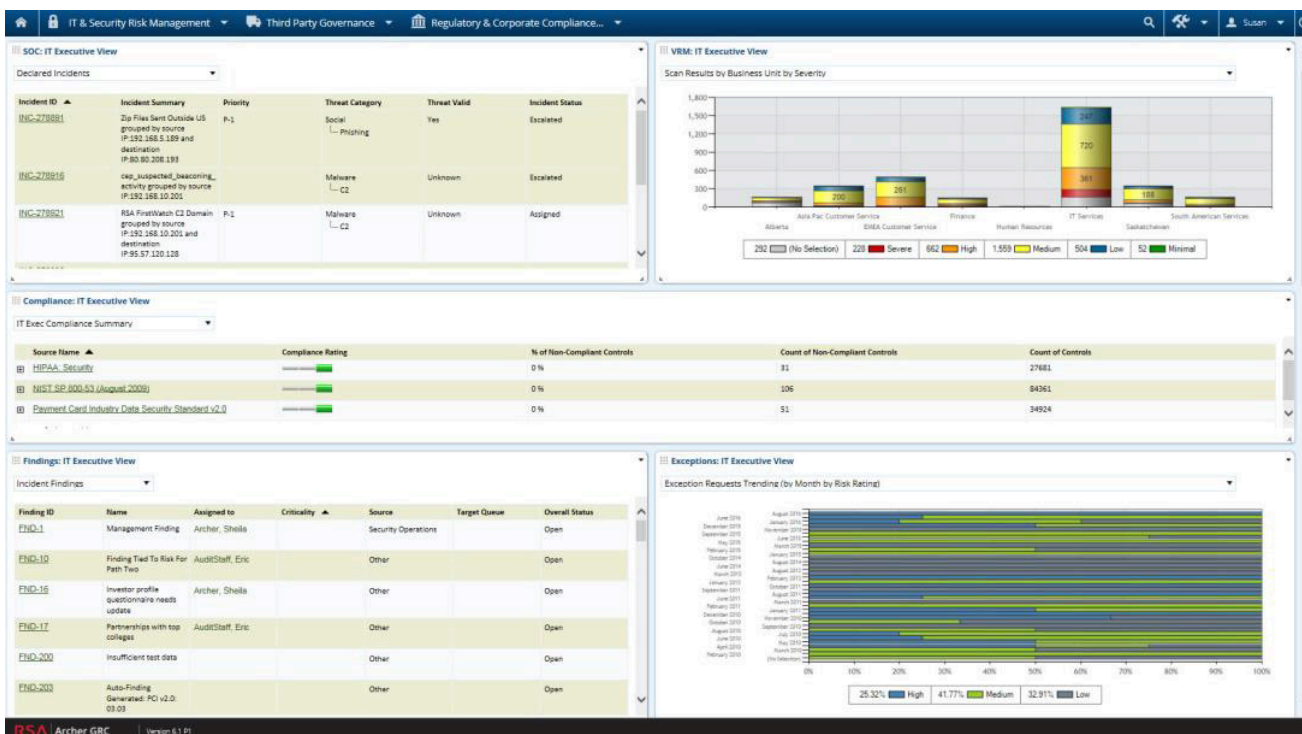 IT & Security Risk Management
Third Party Governance
Regulatory & Corporate Compliance...
Susan
SOC: IT Executive View
Declared Incidents
Incident ID Incident Summary Priority Threat Category Threat Valid Incident Status
INC-278891 Zip Files Sent Outside US P-1 Social Yes Escalated
grouped by source Phishing
IP:192.168.5.189 and
destination
IP:80.80.208.193
INC-278916 cep_suspected_beaconing_ Malware Unknown Escalated
activity grouped by source C2
IP:192.168.10.201
INC-278921 RSA FirstWatch C2 Domain P-1 Malware Unknown Assigned
grouped by source C2
IP:192.168.10.201 and
destination
IP:95.57.120.128
VRM: IT Executive View
Scan Results by Business Unit by Severity
1,800
1,500
1,200
900
600
300
0
247
720
361
200
261
188
Asia Pac Customer Service Finance IT Services South American Services
Alberta EMEA Customer Service Human Resources Saskatchewan
292 (No Selection) 228 Severe 662 High 1,559 Medium 504 Low 52 Minimal
Compliance: IT Executive View
IT Exec Compliance Summary
Source Name Compliance Rating % of Non-Compliant Controls Count of Non-Compliant Controls Count of Controls
HIPAA. Security 0 % 31 27681
NIST SP 800-53 (August 2009) 0 % 106 84361
Payment Card Industry Data Security Standard v2.0 0 % 51 34924
Findings: IT Executive View
Incident Findings
Finding ID Name Assigned to Criticality Source Target Queue Overall Status
FND-1 Management Finding Archer, Sheila Security Operations Open
FND-10 Finding Tied To Risk For AuditStaff, Eric Other Open
Path Two
FND-16 Investor profile Archer, Sheila Other Open
questionnaire needs
update
FND-17 Partnerships with top AuditStaff, Eric Other Open
colleges
FND-200 Insufficient test data Other Open
FND-203 Auto-Finding Other Open
Generated: PCI v2.0:
03.03
Exceptions: IT Executive View
Exception Requests Trending (by Month by Risk Rating)
0% 10% 20% 30% 40% 50% 60% 70% 80% 90% 100%
25.32% High 41.77% Medium 32.91% Low
RSA Archer GRC Version 6.1 P1